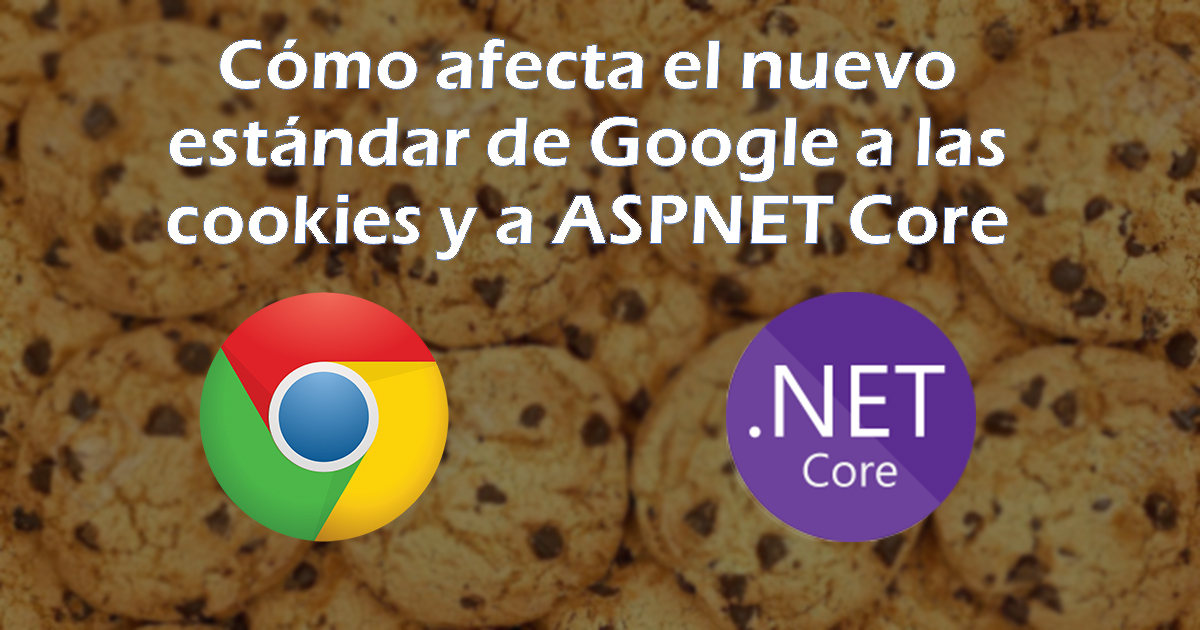 Cómo afecta el nuevo
estándar de Google a las
cookies y a ASPNET Core
.NET
Core